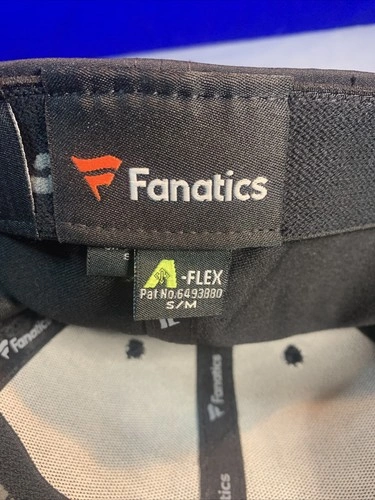 Fanatics
A-FLEX
Pat No.6493880
S/M
Fanatics
Fanatics